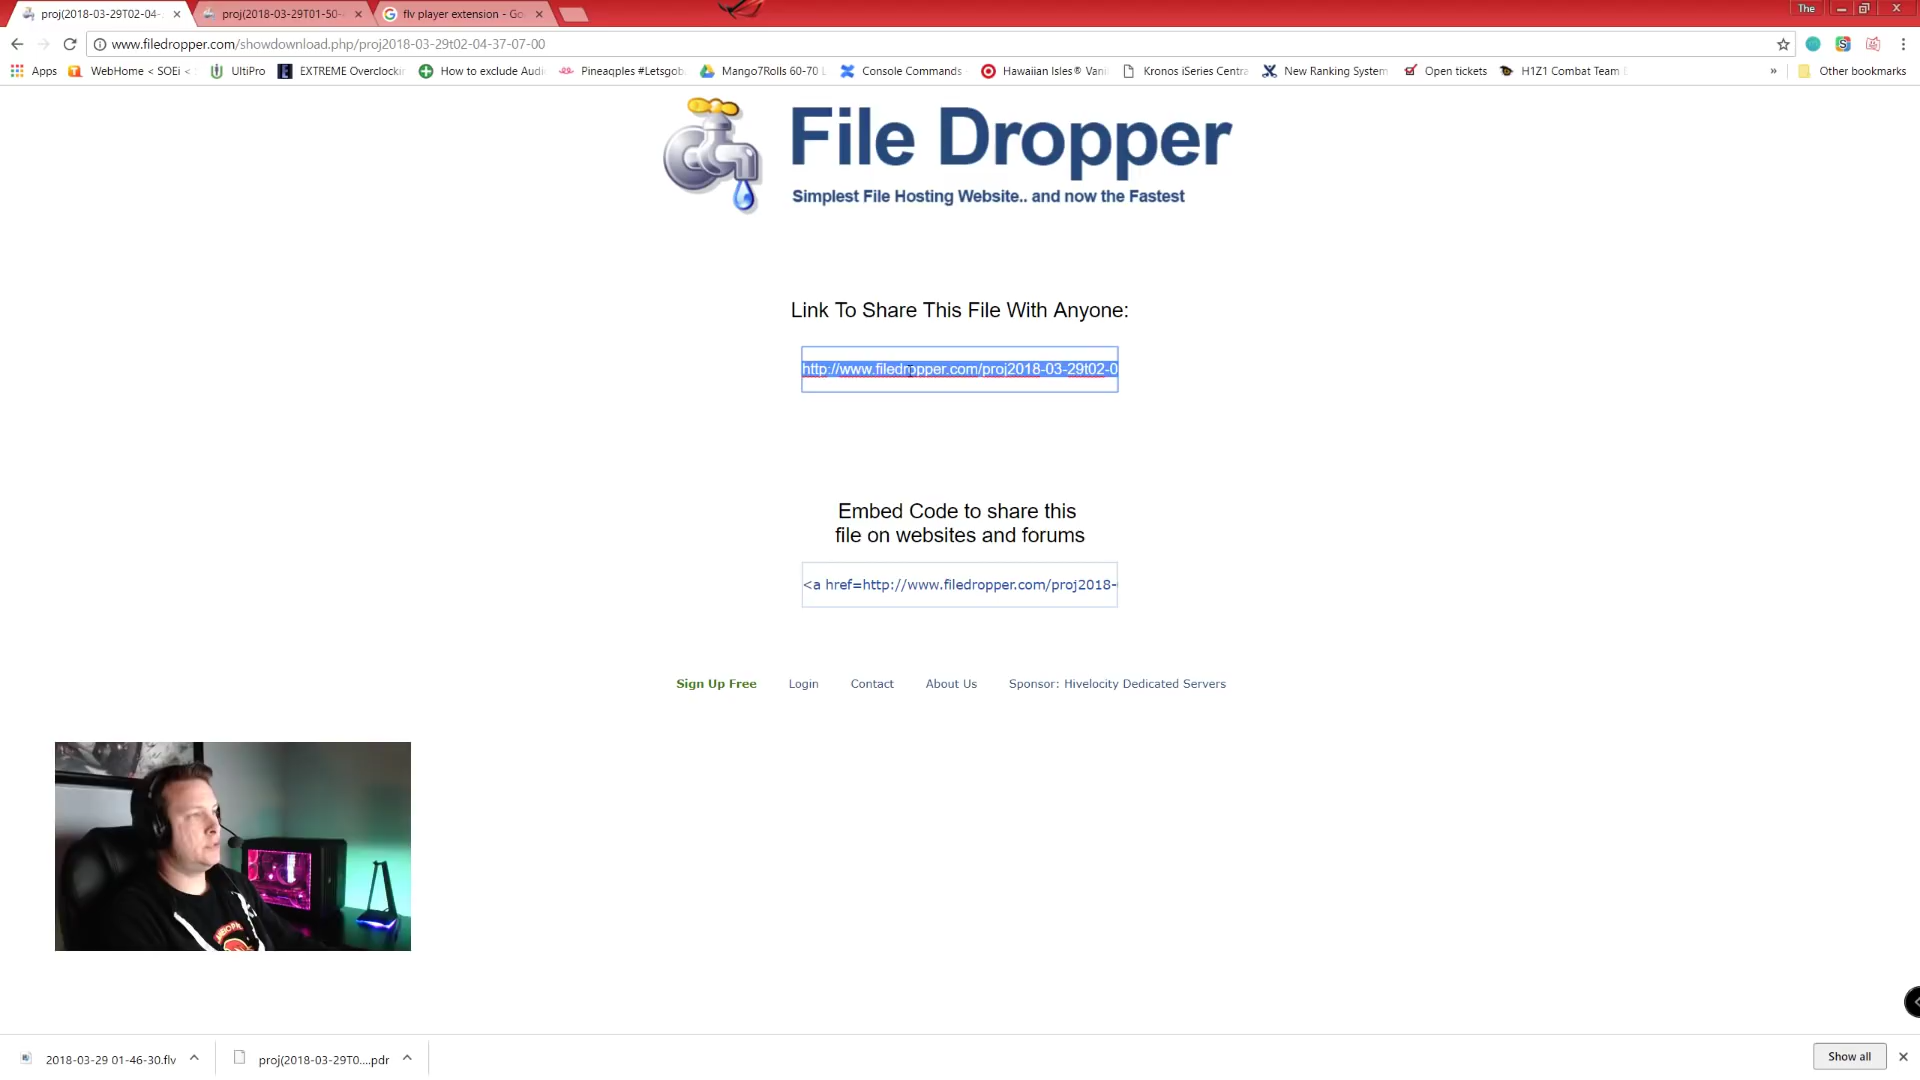 proj(2018-03-29T02-04-
proj(2018-03-29T01-50-
flv player extension - Go
The
www.filedropper.com/showdownload.php/proj2018-03-29t02-04-37-07-00
Apps
WebHome < SOEi <
UltiPro
EXTREME Overclockin
How to exclude Audi
Pineaqples #Letsgob
Mango7Rolls 60-70 L
Console Commands
Hawaiian Isles® Vani
Kronos iSeries Centra
New Ranking System
Open tickets
H1Z1 Combat Team
»
Other bookmarks
File Dropper
Simplest File Hosting Website.. and now the Fastest
Link To Share This File With Anyone:
http://www.filedropper.com/proj2018-03-29t02-0
Embed Code to share this
file on websites and forums
<a href=http://www.filedropper.com/proj2018-
Sign Up Free
Login
Contact
About Us
Sponsor: Hivelocity Dedicated Servers
2018-03-29 01-46-30.flv
proj(2018-03-29T0....pdr
Show all